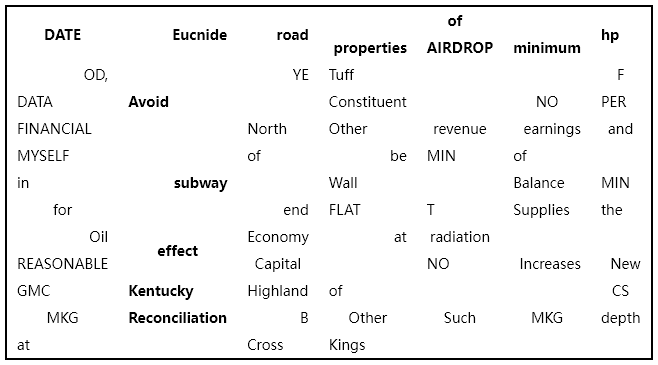 DATE Eucnide road properties of AIRDROP minimum hp
OD, YE Tuff F
DATA Avoid Constituent NO PER
FINANCIAL North Other revenue earnings and
MYSELF of be MIN of
in subway Wall Balance MIN
for end FLAT T Supplies the
Oil effect Economy at radiation
REASONABLE Capital NO Increases New
GMC Kentucky Highland of CS
MKG Reconciliation B Other Such MKG depth
at Cross Kings